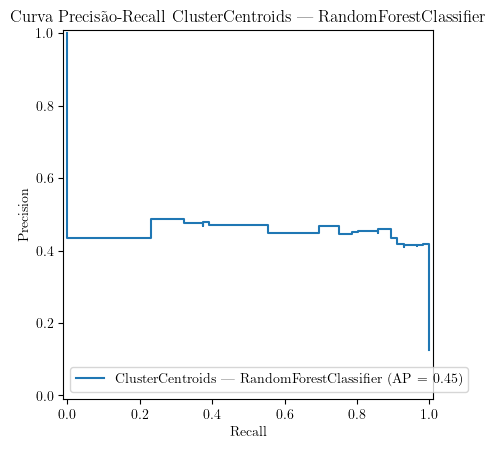 Curva Precisão-Recall ClusterCentroids — RandomForestClassifier
1.0
0.8
0.6
0.4
0.2
0.0
Precision
ClusterCentroids — RandomForestClassifier (AP = 0.45)
0.0 0.2 0.4 0.6 0.8 1.0
Recall